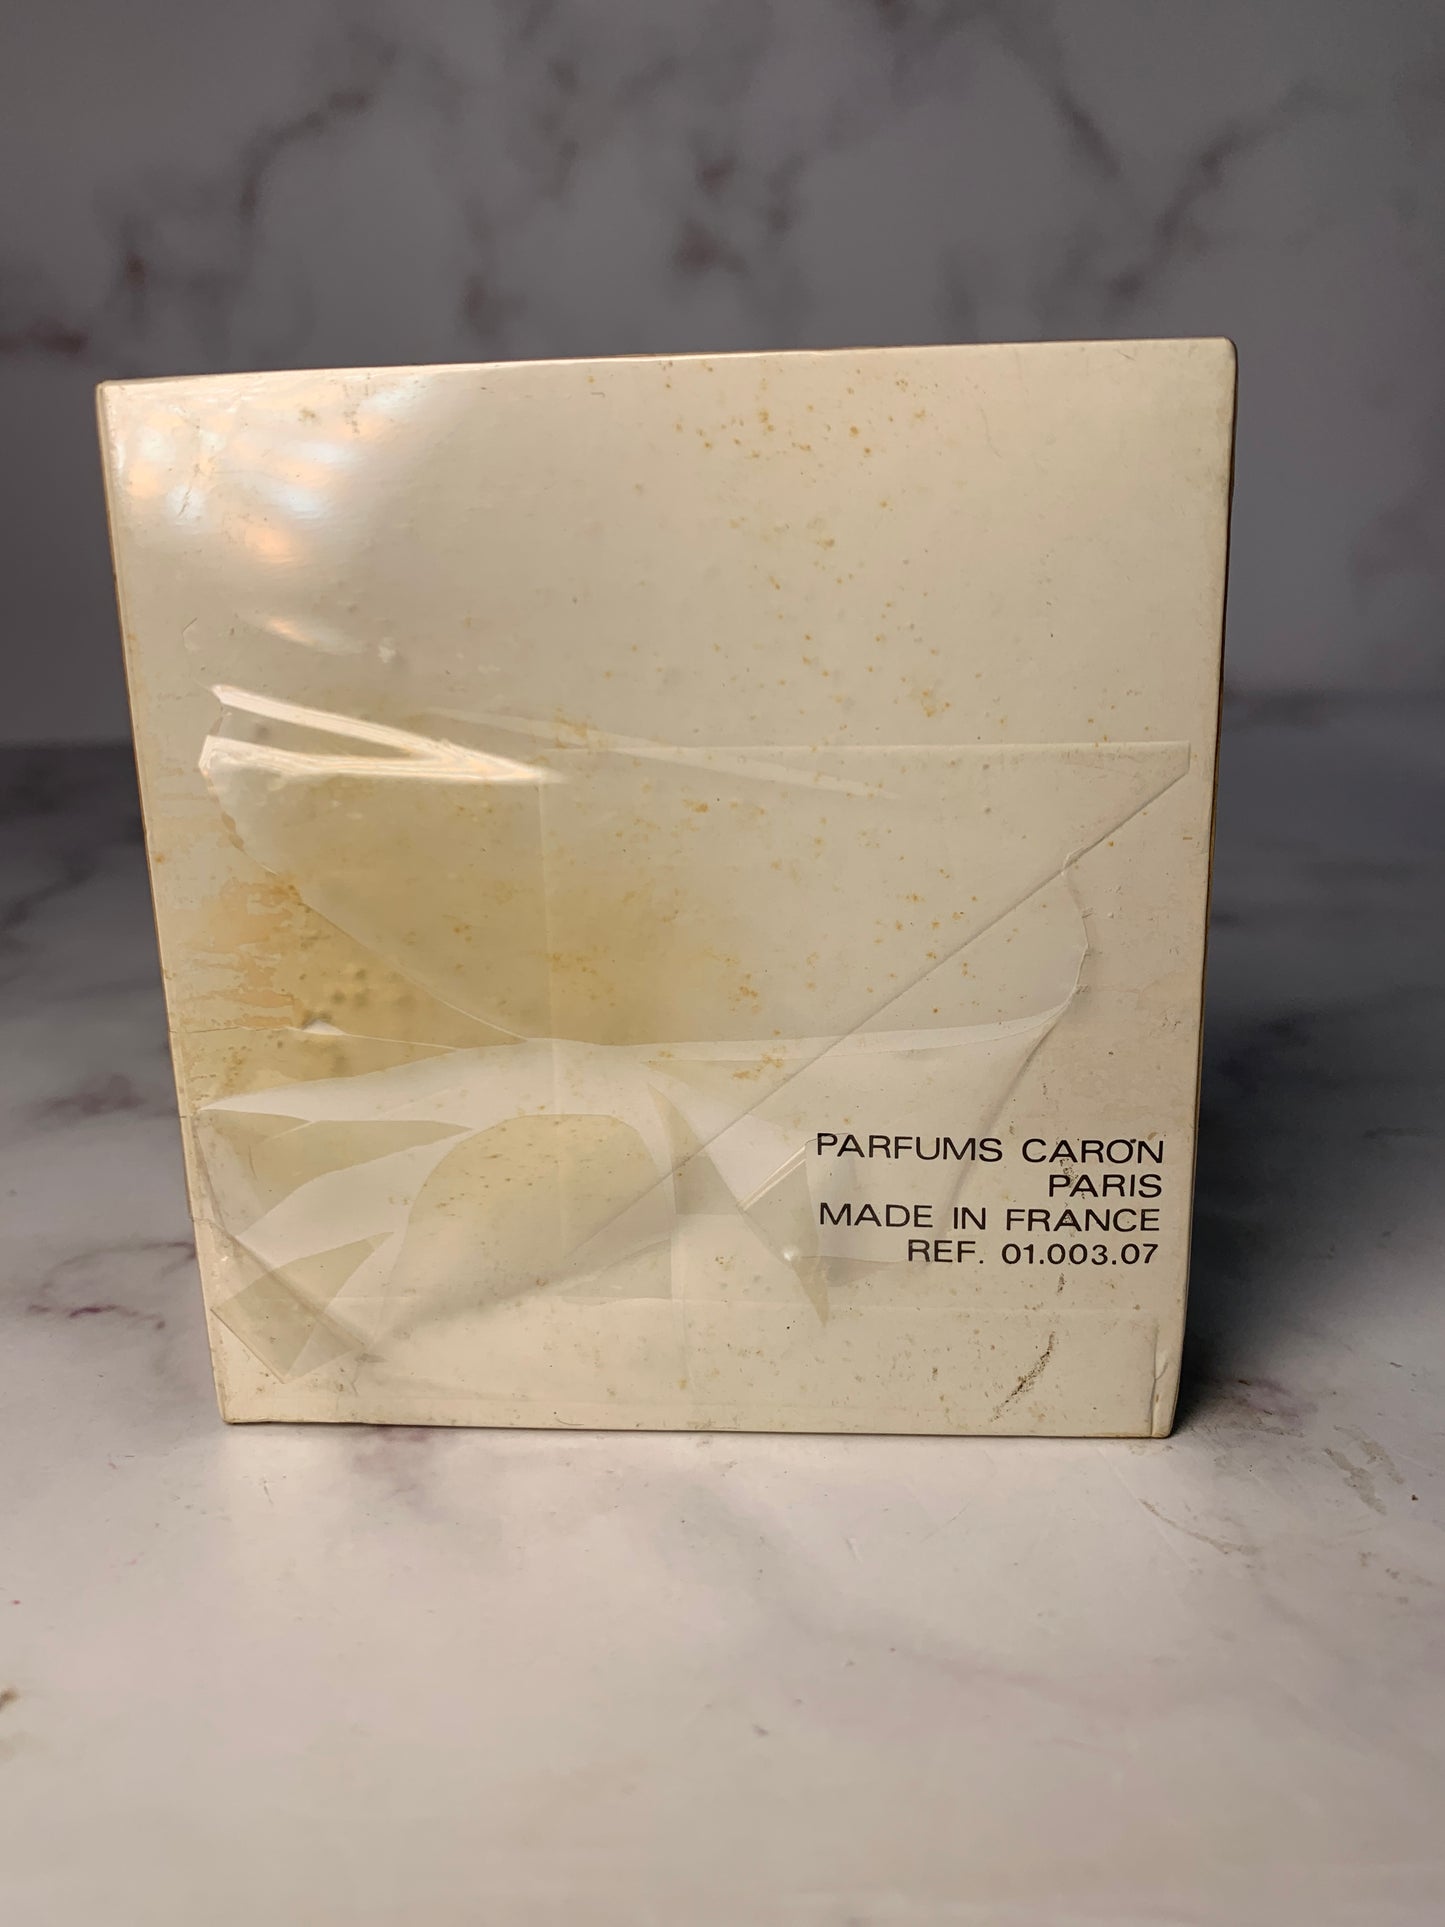 PARFUMS CARON
PARIS
MADE IN FRANCE
REF. 01.003.07